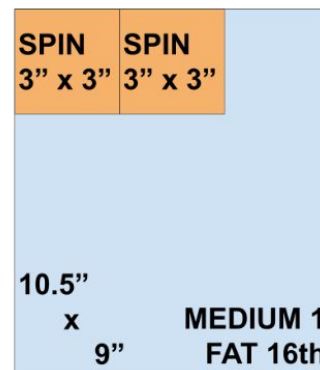 SPIN SPIN
3” x 3” 3” x 3”
10.5”
x MEDIUM 1
9” FAT 16th